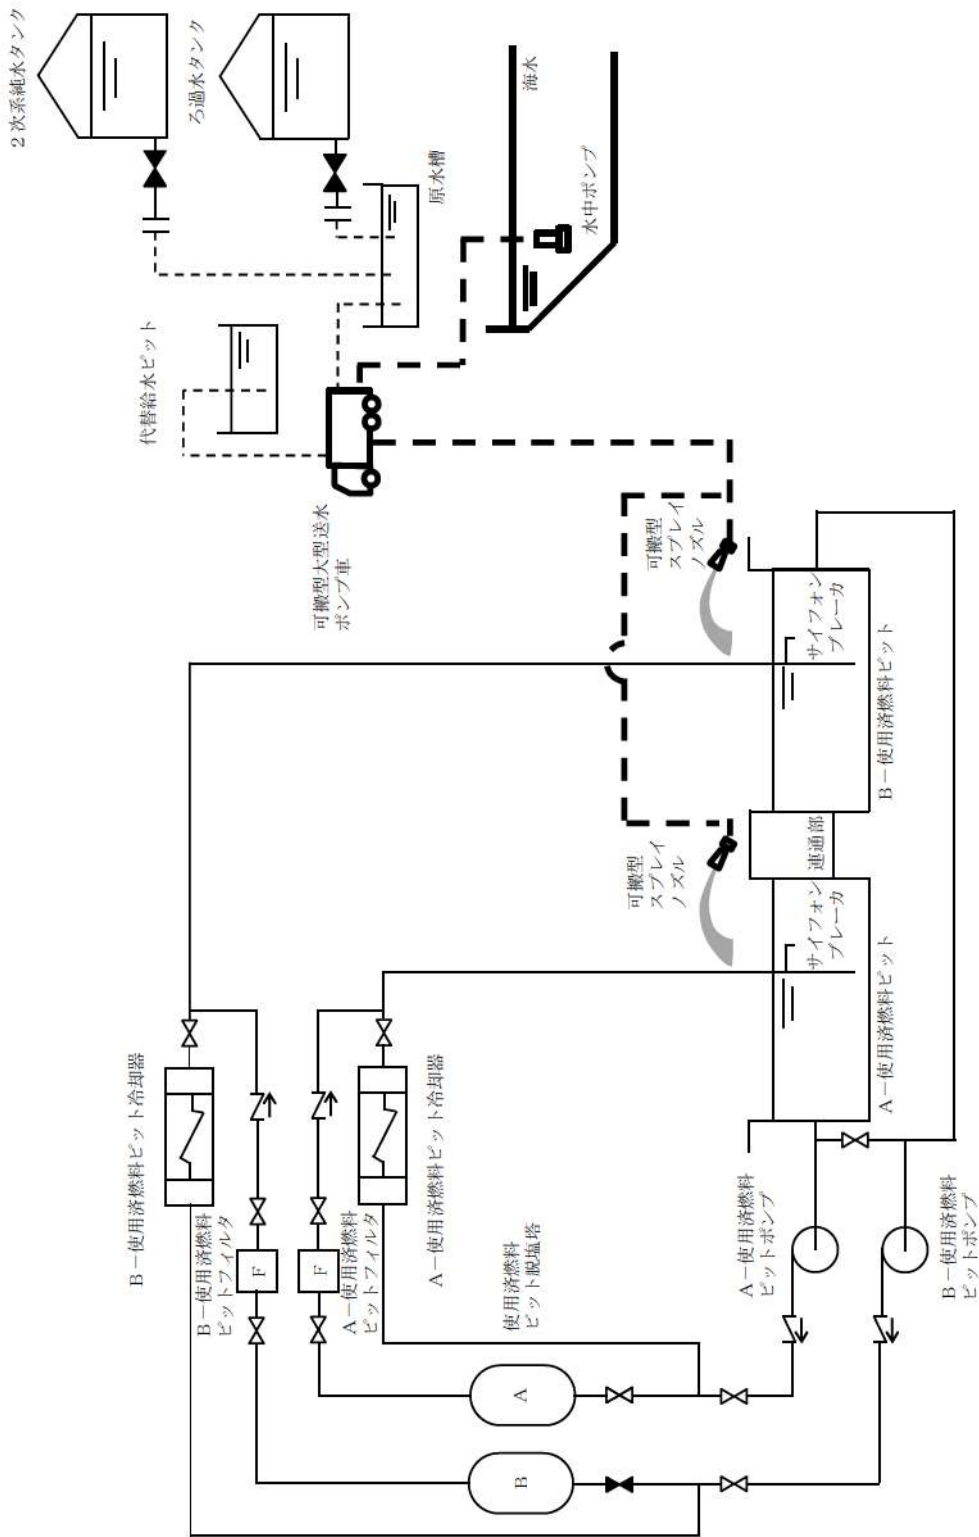 2次系純水タンク
ろ過水タンク
原水槽
海水
水中ポンプ
代替給水ピット
可搬型大型送水
ポンプ車
可搬型
スプレイ
ノズル
可搬型
スプレイ
ノズル
サイフォン
ブレーカ
B-使用済燃料ピット
連通部
サイフォン
ブレーカ
A-使用済燃料ピット
B-使用済燃料ピット冷却器
B-使用済燃料
ピットフィルタ
F
F
A-使用済燃料
ピットフィルタ
A-使用済燃料ピット冷却器
使用済燃料
ピット脱塩塔
A
B
A-使用済燃料
ピットポンプ
B-使用済燃料
ピットポンプ